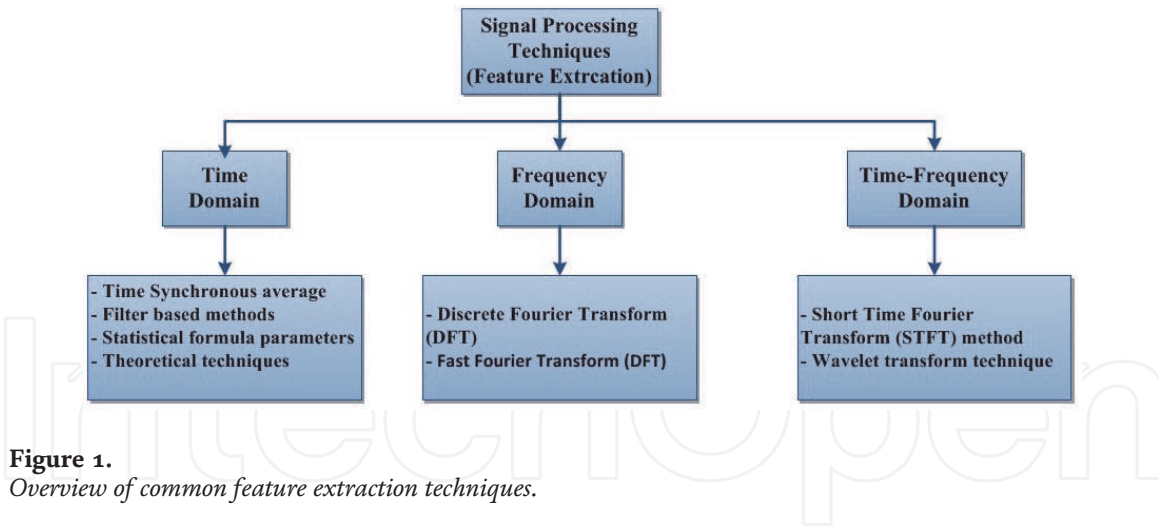 Signal Processing
Techniques
(Feature Extrcation)
Time
Domain
Frequency
Domain
Time-Frequency
Domain
- Time Synchronous average
- Filter based methods
- Statistical formula parameters
- Theoretical techniques
- Discrete Fourier Transform
(DFT)
- Fast Fourier Transform (DFT)
- Short Time Fourier
Transform (STFT) method
- Wavelet transform technique
IntechOpen
Figure 1.
Overview of common feature extraction techniques.